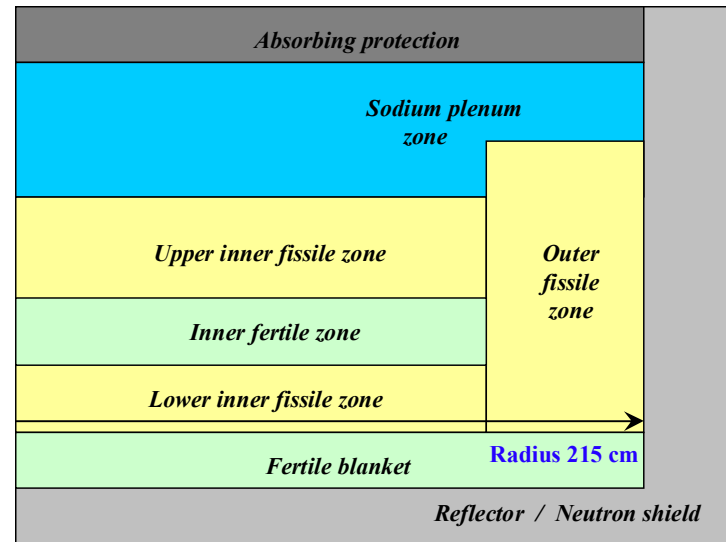 Absorbing protection
Sodium plenum
zone
Upper inner fissile zone
Outer
fissile
zone
Inner fertile zone
Lower inner fissile zone
Radius 215 cm
Fertile blanket
Reflector / Neutron shield